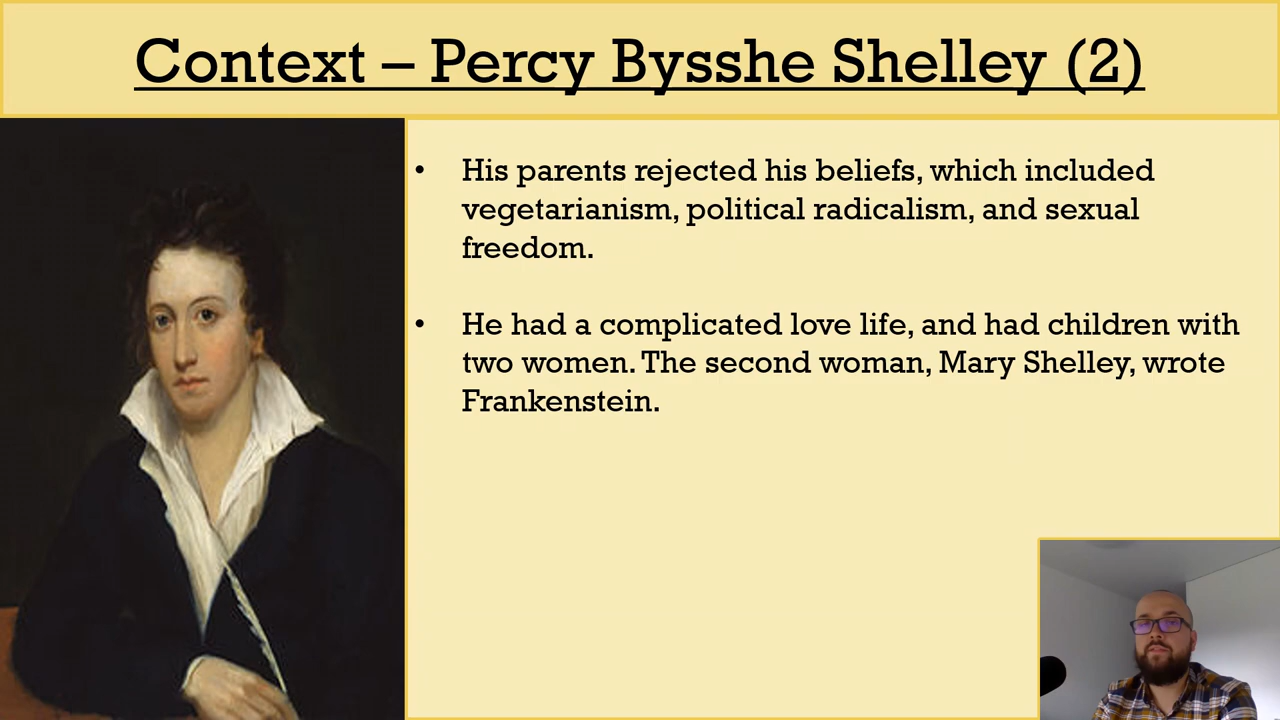 Context – Percy Bysshe Shelley (2)
• His parents rejected his beliefs, which included
vegetarianism, political radicalism, and sexual
freedom.
• He had a complicated love life, and had children with
two women. The second woman, Mary Shelley, wrote
Frankenstein.